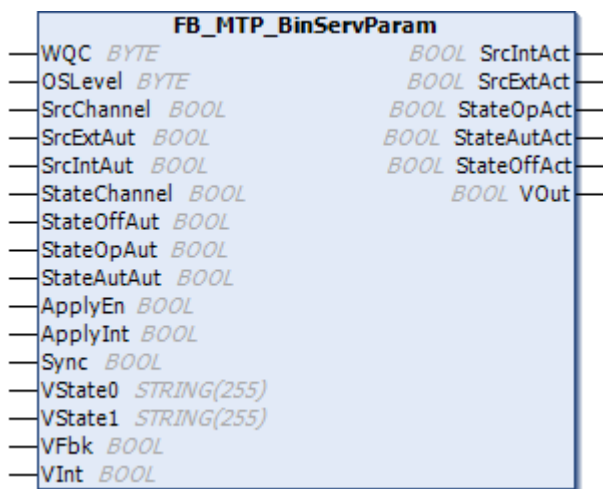 FB_MTP_BinServParam
WQC BYTE BOOL SrcIntAct
OSLevel BYTE BOOL SrcExtAct
SrcChannel BOOL BOOL StateOpAct
SrcExtAut BOOL BOOL StateAutAct
SrcIntAut BOOL BOOL StateOffAct
StateChannel BOOL BOOL VOut
StateOffAut BOOL
StateOpAut BOOL
StateAutAut BOOL
ApplyEn BOOL
ApplyInt BOOL
Sync BOOL
VState0 STRING(255)
VState1 STRING(255)
VFbk BOOL
VInt BOOL